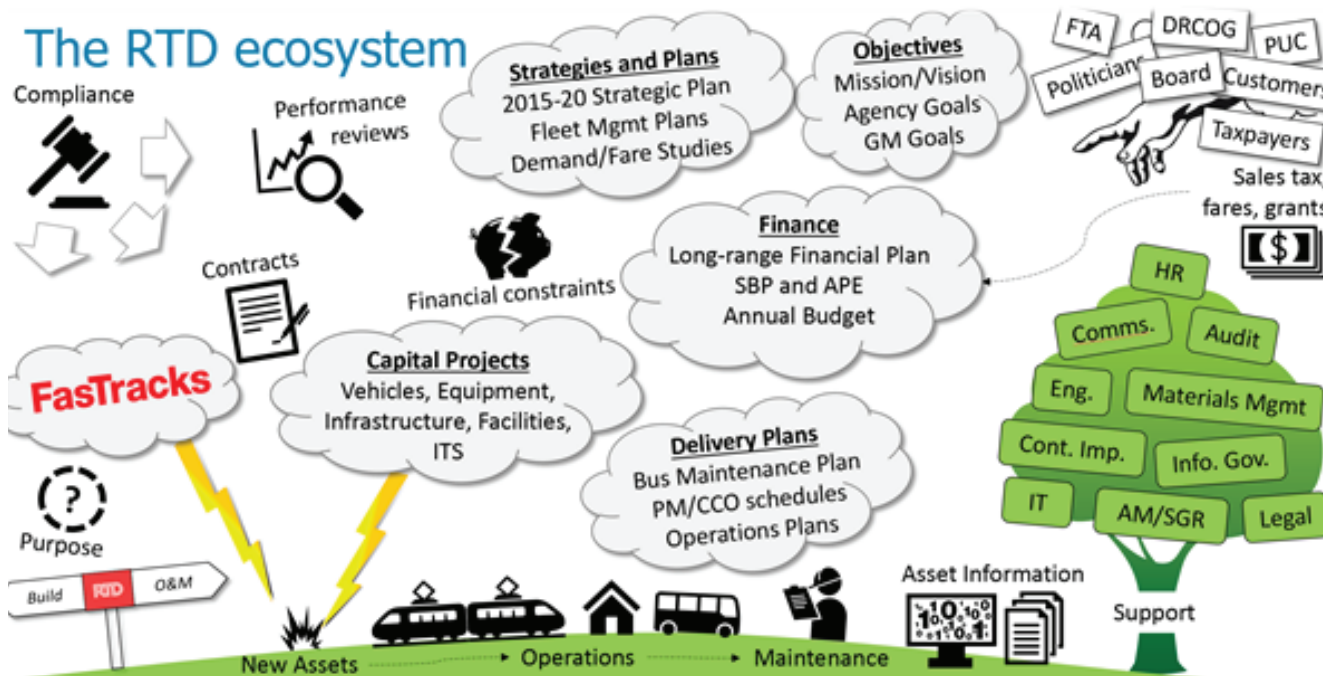 The RTD ecosystem
Compliance
Performance
reviews
Strategies and Plans
2015-20 Strategic Plan
Fleet Mgmt Plans
Demand/Fare Studies
Objectives
Mission/Vision
Agency Goals
GM Goals
FTA
DRCOG
PUC
Politicians
Board
Customers
Taxpayers
Sales tax,
fares, grants
$
Contracts
Financial constraints
Finance
Long-range Financial Plan
SBP and APE
Annual Budget
FasTracks
Capital Projects
Vehicles, Equipment,
Infrastructure, Facilities,
ITS
Delivery Plans
Bus Maintenance Plan
PM/CCO schedules
Operations Plans
HR
Comms.
Audit
Eng.
Materials Mgmt
Cont. Imp.
Info. Gov.
IT
AM/SGR
Legal
Support
?
Purpose
Build
RTD
O&M
New Assets
Operations
Maintenance
Asset Information